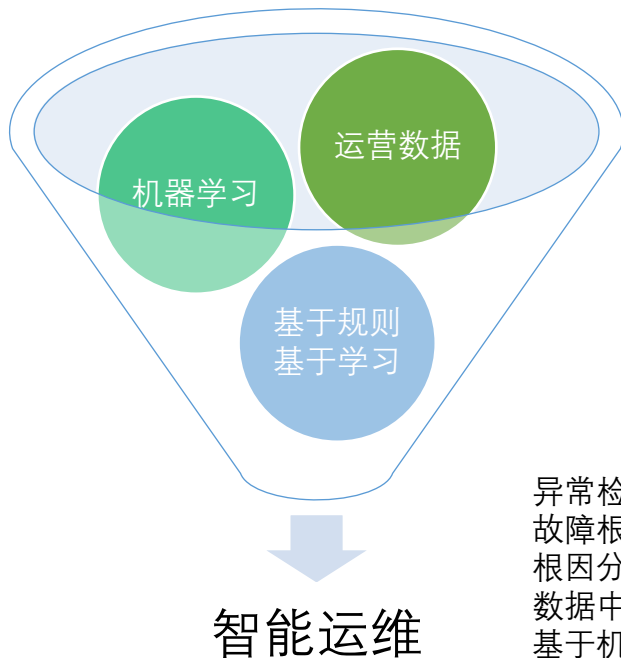 运营数据
机器学习
基于规则
基于学习
异常检
故障根
根因分
数据中
基于机
智能运维